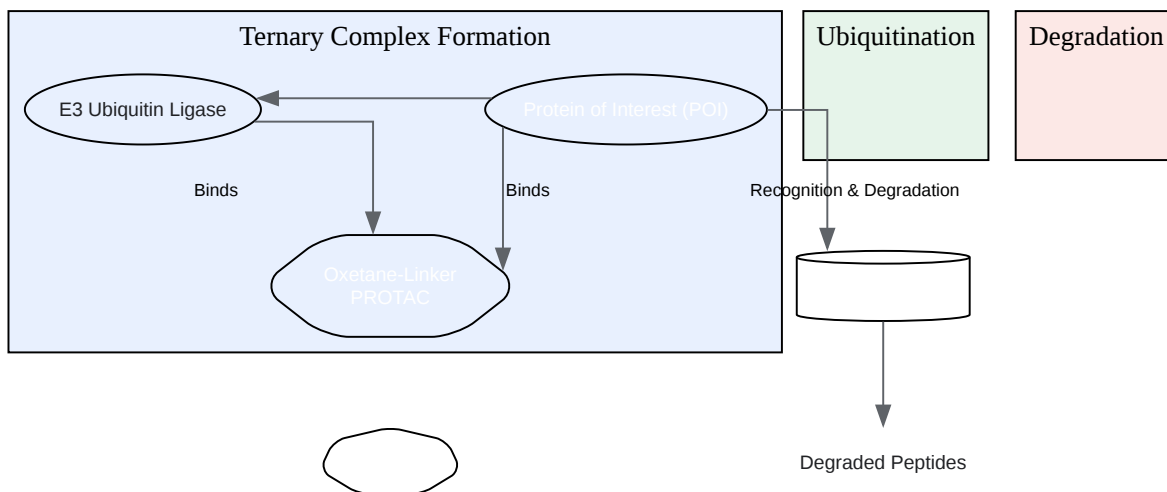 Ternary Complex Formation
Ubiquitination
Degradation
E3 Ubiquitin Ligase
Protein of Interest (POI)
Binds
Binds
Recognition & Degradation
Oxetane-Linker
PROTAC
Degraded Peptides